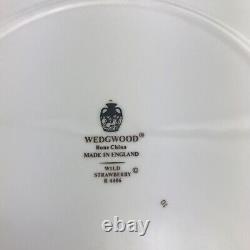 WEDGWOOD®
Bone China
MADE IN ENGLAND
WILD ©
STRAWBERRY
R 4406